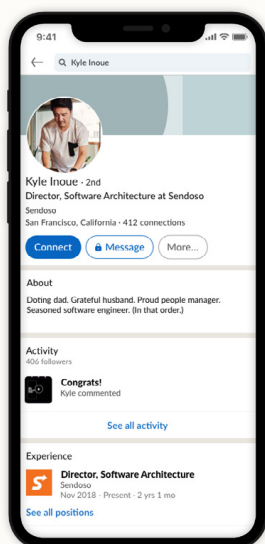 9:41
Kyle Inoue
Kyle Inoue · 2nd
Director, Software Architecture at Sendoso
Sendoso
San Francisco, California · 412 connections
Connect
Message
More...
About
Doting dad. Grateful husband. Proud people manager.
Seasoned software engineer. (In that order.)
Activity
406 followers
Congrats!
Kyle commented
See all activity
Experience
Director, Software Architecture
Sendoso
Nov 2018 - Present · 2 yrs 1 mo
See all positions